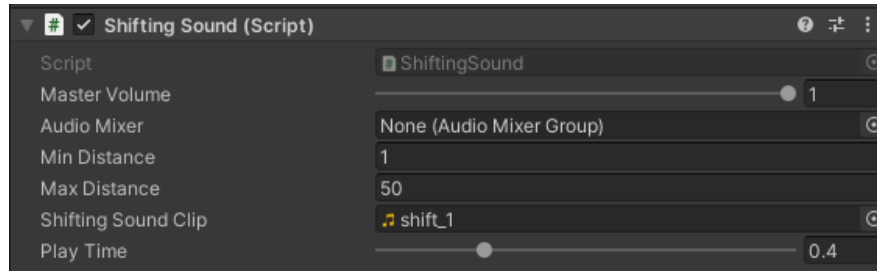 Shifting Sound (Script)
Script ShiftingSound
Master Volume 1
Audio Mixer None (Audio Mixer Group)
Min Distance 1
Max Distance 50
Shifting Sound Clip shift_1
Play Time 0.4